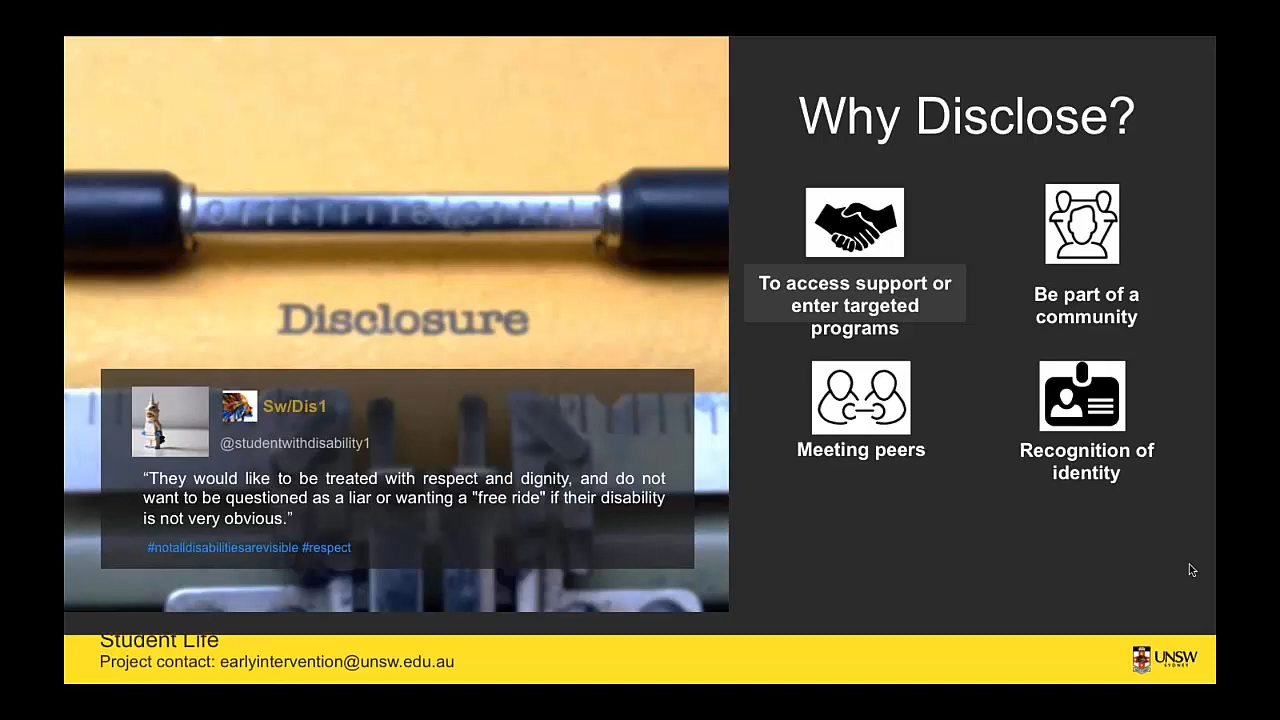 Why Disclose?
To access support or
enter targeted
programs
Be part of a
community
Meeting peers
Recognition of
identity
Disclosure
Sw/Dis1
@studentwithdisability1
“They would like to be treated with respect and dignity, and do not
want to be questioned as a liar or wanting a "free ride" if their disability
is not very obvious.”
#notalldisabilitiesarevisible #respect
Student Life
Project contact: earlyintervention@unsw.edu.au
UNSW
SYDNEY